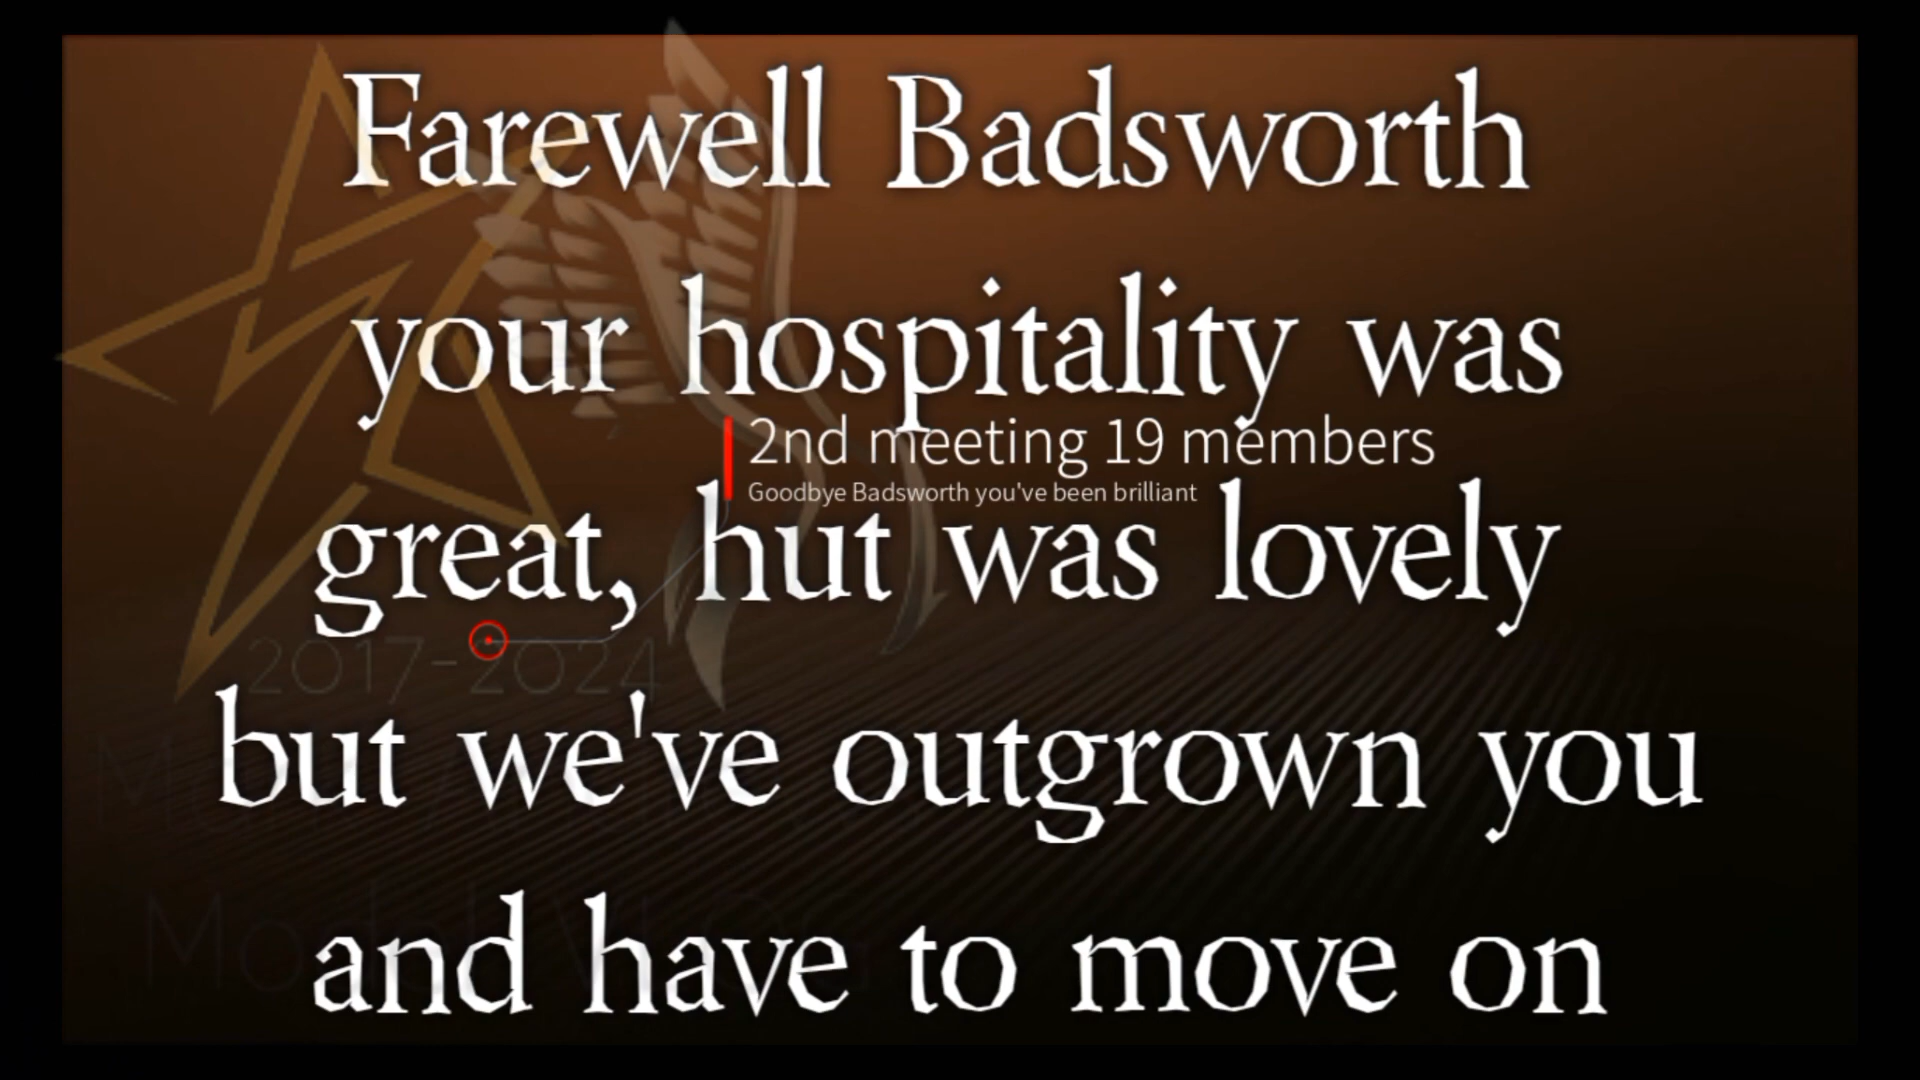 Farewell Badsworth
your hospitality was
2nd meeting 19 members
Goodbye Badsworth you've been brilliant
great, hut was lovely
2017-2024
but we've outgrown you
and have to move on